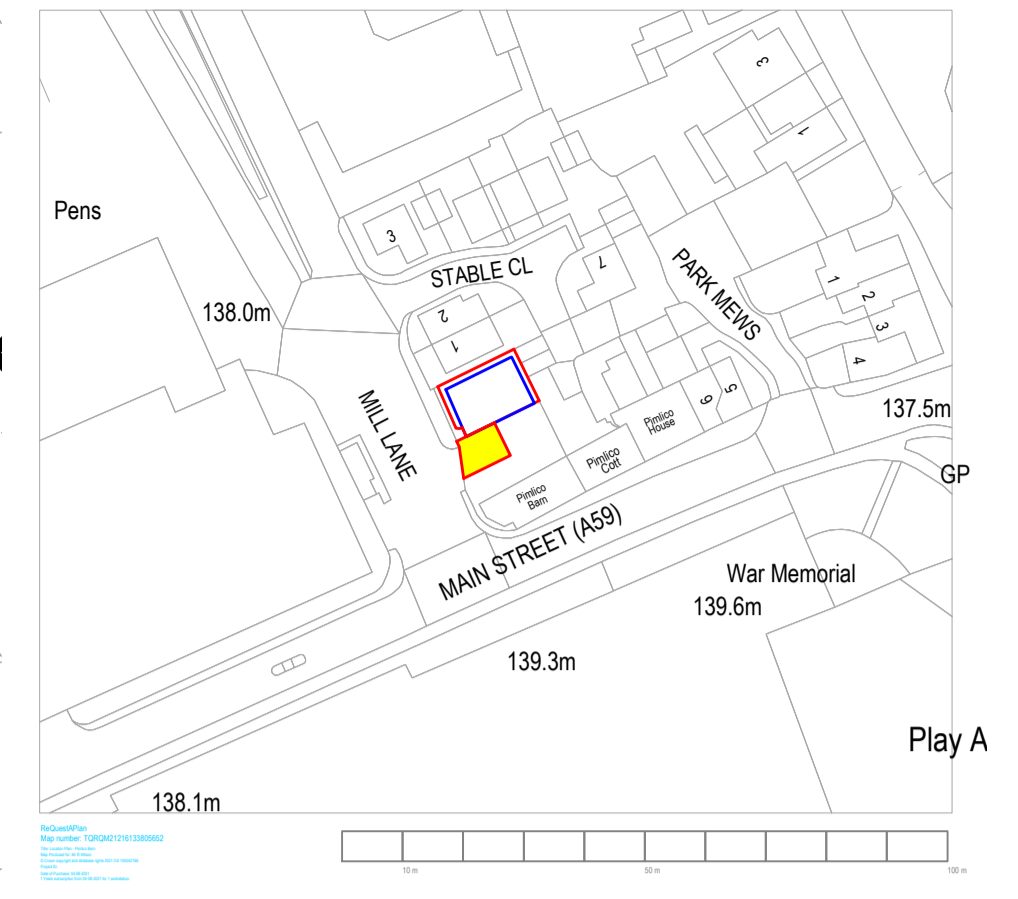 3
1
Pens
3
STABLE CL
7
PARK MEWS
1
2
3
4
138.0m
2
1
MILL LANE
5
6
Pimlico
House
Pimlico
Cott
Pimlico
Barn
137.5m
GP
MAIN STREET (A59)
War Memorial
139.6m
139.3m
Play A
138.1m
ReQuestAPlan
Map number: TQRQM21216133805652
10 m
50 m
100 m